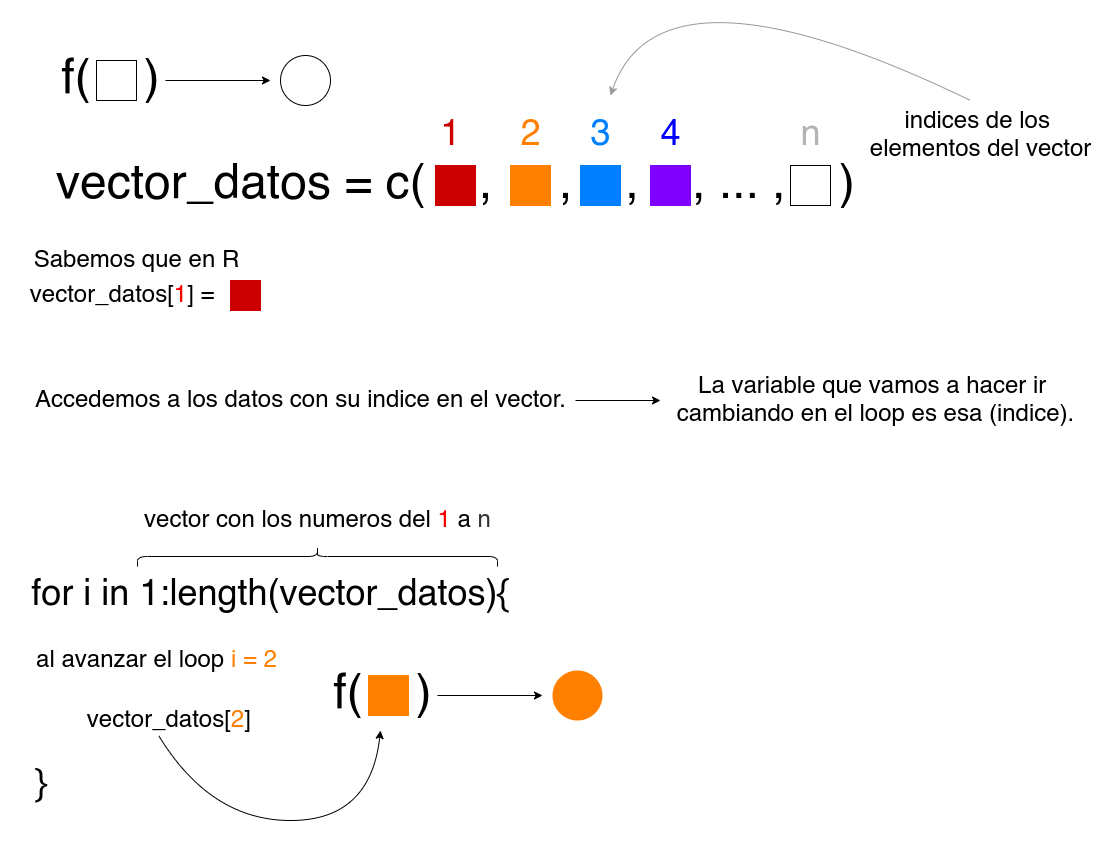 f( )
1 2 3 4 n
indices de los
elementos del vector
vector_datos = c( , , , , ... , )
Sabemos que en R
vector_datos[1] =
Accedemos a los datos con su indice en el vector.
La variable que vamos a hacer ir
cambiando en el loop es esa (indice).
vector con los numeros del 1 a n
for i in 1:length(vector_datos){
al avanzar el loop i = 2
f( )
vector_datos[2]
}